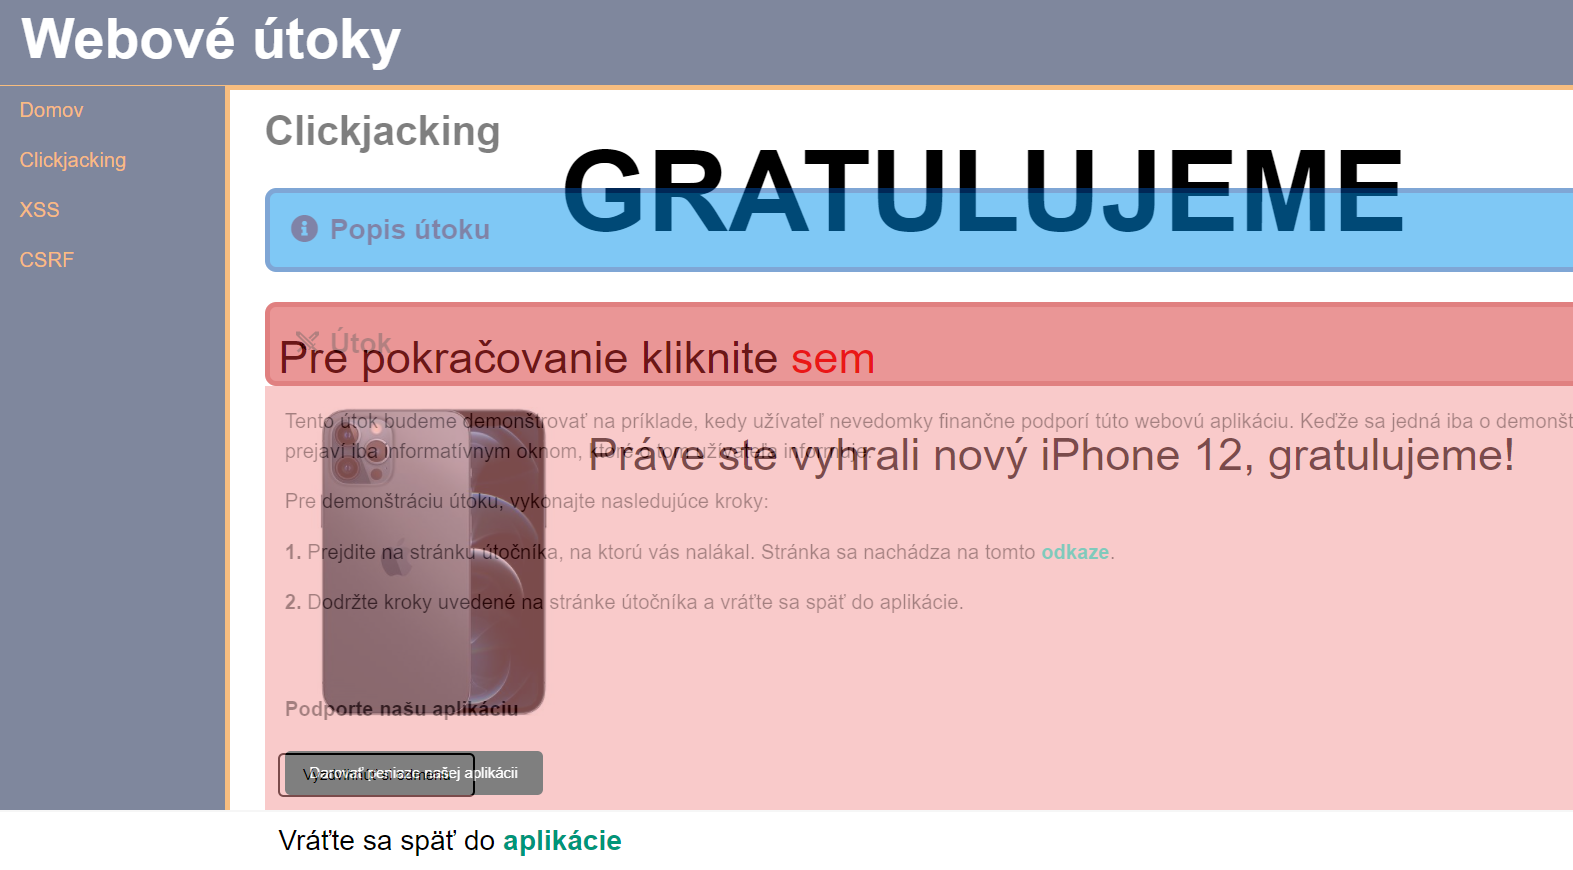 Webové útoky
Domov
Clickjacking
XSS
CSRF
Clickjacking
GRATULUJEME
Popis útoku
Útok
Pre pokračovanie kliknite sem
Tento útok budeme demonštrovať na príklade, kedy užívateľ nevedomky finančne podporí túto webovú aplikáciu. Keďže sa jedná iba o demonšt
prejaví iba informatívnym oknom, ktoré o tom užívateľa informuje.
Práve ste vyhrali nový iPhone 12, gratulujeme!
Pre demonštráciu útoku, vykonajte nasledujúce kroky:
1. Prejdite na stránku útočníka, na ktorú vás nalákal. Stránka sa nachádza na tomto odkaze.
2. Dodržte kroky uvedené na stránke útočníka a vráťte sa späť do aplikácie.
Podporte našu aplikáciu
Darovať peniaze našej aplikácii
Vráťte sa späť do aplikácie